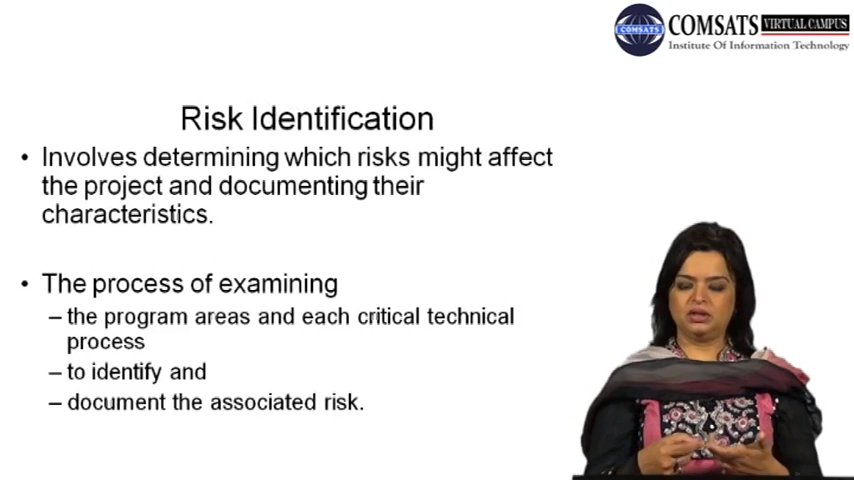 COMSATS VIRTUAL CAMPUS
COMSATS
Institute Of Information Technology
Risk Identification
• Involves determining which risks might affect
the project and documenting their
characteristics.
• The process of examining
– the program areas and each critical technical
process
– to identify and
– document the associated risk.